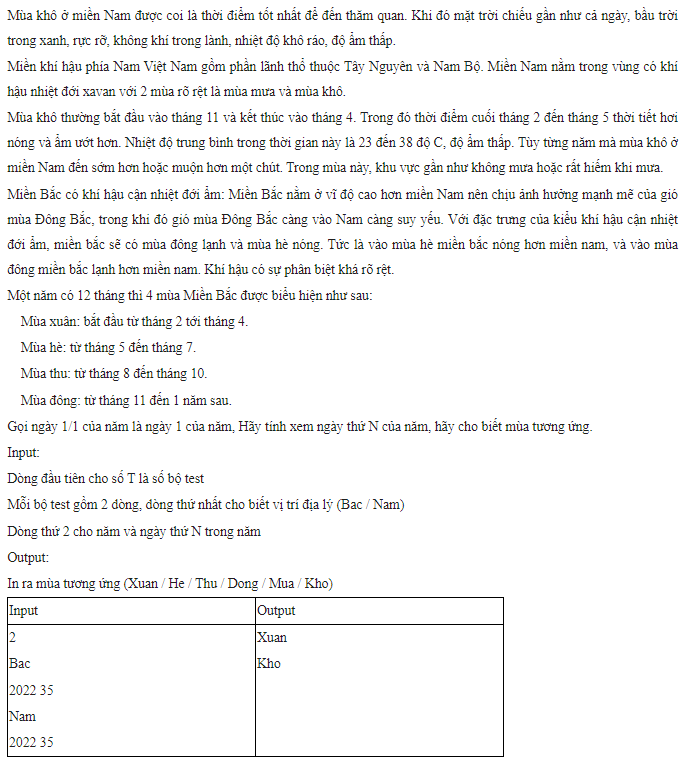 Mùa khô ở miền Nam được coi là thời điểm tốt nhất để đến thăm quan. Khi đó mặt trời chiếu gần như cả ngày, bầu trời
trong xanh, rực rỡ, không khí trong lành, nhiệt độ khô ráo, độ ẩm thấp.
Miền khí hậu phía Nam Việt Nam gồm phần lãnh thổ thuộc Tây Nguyên và Nam Bộ. Miền Nam nằm trong vùng có khí
hậu nhiệt đới xavan với 2 mùa rõ rệt là mùa mưa và mùa khô.
Mùa khô thường bắt đầu vào tháng 11 và kết thúc vào tháng 4. Trong đó thời điểm cuối tháng 2 đến tháng 5 thời tiết hơi
nóng và ẩm ướt hơn. Nhiệt độ trung bình trong thời gian này là 23 đến 38 độ C, độ ẩm thấp. Tùy từng năm mà mùa khô ở
miền Nam đến sớm hơn hoặc muộn hơn một chút. Trong mùa này, khu vực gần như không mưa hoặc rất hiếm khi mưa.
Miền Bắc có khí hậu cận nhiệt đới ẩm: Miền Bắc nằm ở vĩ độ cao hơn miền Nam nên chịu ảnh hưởng mạnh mẽ của gió
mùa Đông Bắc, trong khi đó gió mùa Đông Bắc càng vào Nam càng suy yếu. Với đặc trưng của kiểu khí hậu cận nhiệt
đới ẩm, miền bắc sẽ có mùa đông lạnh và mùa hè nóng. Tức là vào mùa hè miền bắc nóng hơn miền nam, và vào mùa
đông miền bắc lạnh hơn miền nam. Khí hậu có sự phân biệt khá rõ rệt.
Một năm có 12 tháng thì 4 mùa Miền Bắc được biểu hiện như sau:
Mùa xuân: bắt đầu từ tháng 2 tới tháng 4.
Mùa hè: từ tháng 5 đến tháng 7.
Mùa thu: từ tháng 8 đến tháng 10.
Mùa đông: từ tháng 11 đến 1 năm sau.
Gọi ngày 1/1 của năm là ngày 1 của năm, Hãy tính xem ngày thứ N của năm, hãy cho biết mùa tương ứng.
Input:
Dòng đầu tiên cho số T là số bộ test
Mỗi bộ test gồm 2 dòng, dòng thứ nhất cho biết vị trí địa lý (Bac / Nam)
Dòng thứ 2 cho năm và ngày thứ N trong năm
Output:
In ra mùa tương ứng (Xuan / He / Thu / Dong / Mua / Kho)
Input Output
2 Xuan
Bac Kho
2022 35
Nam
2022 35